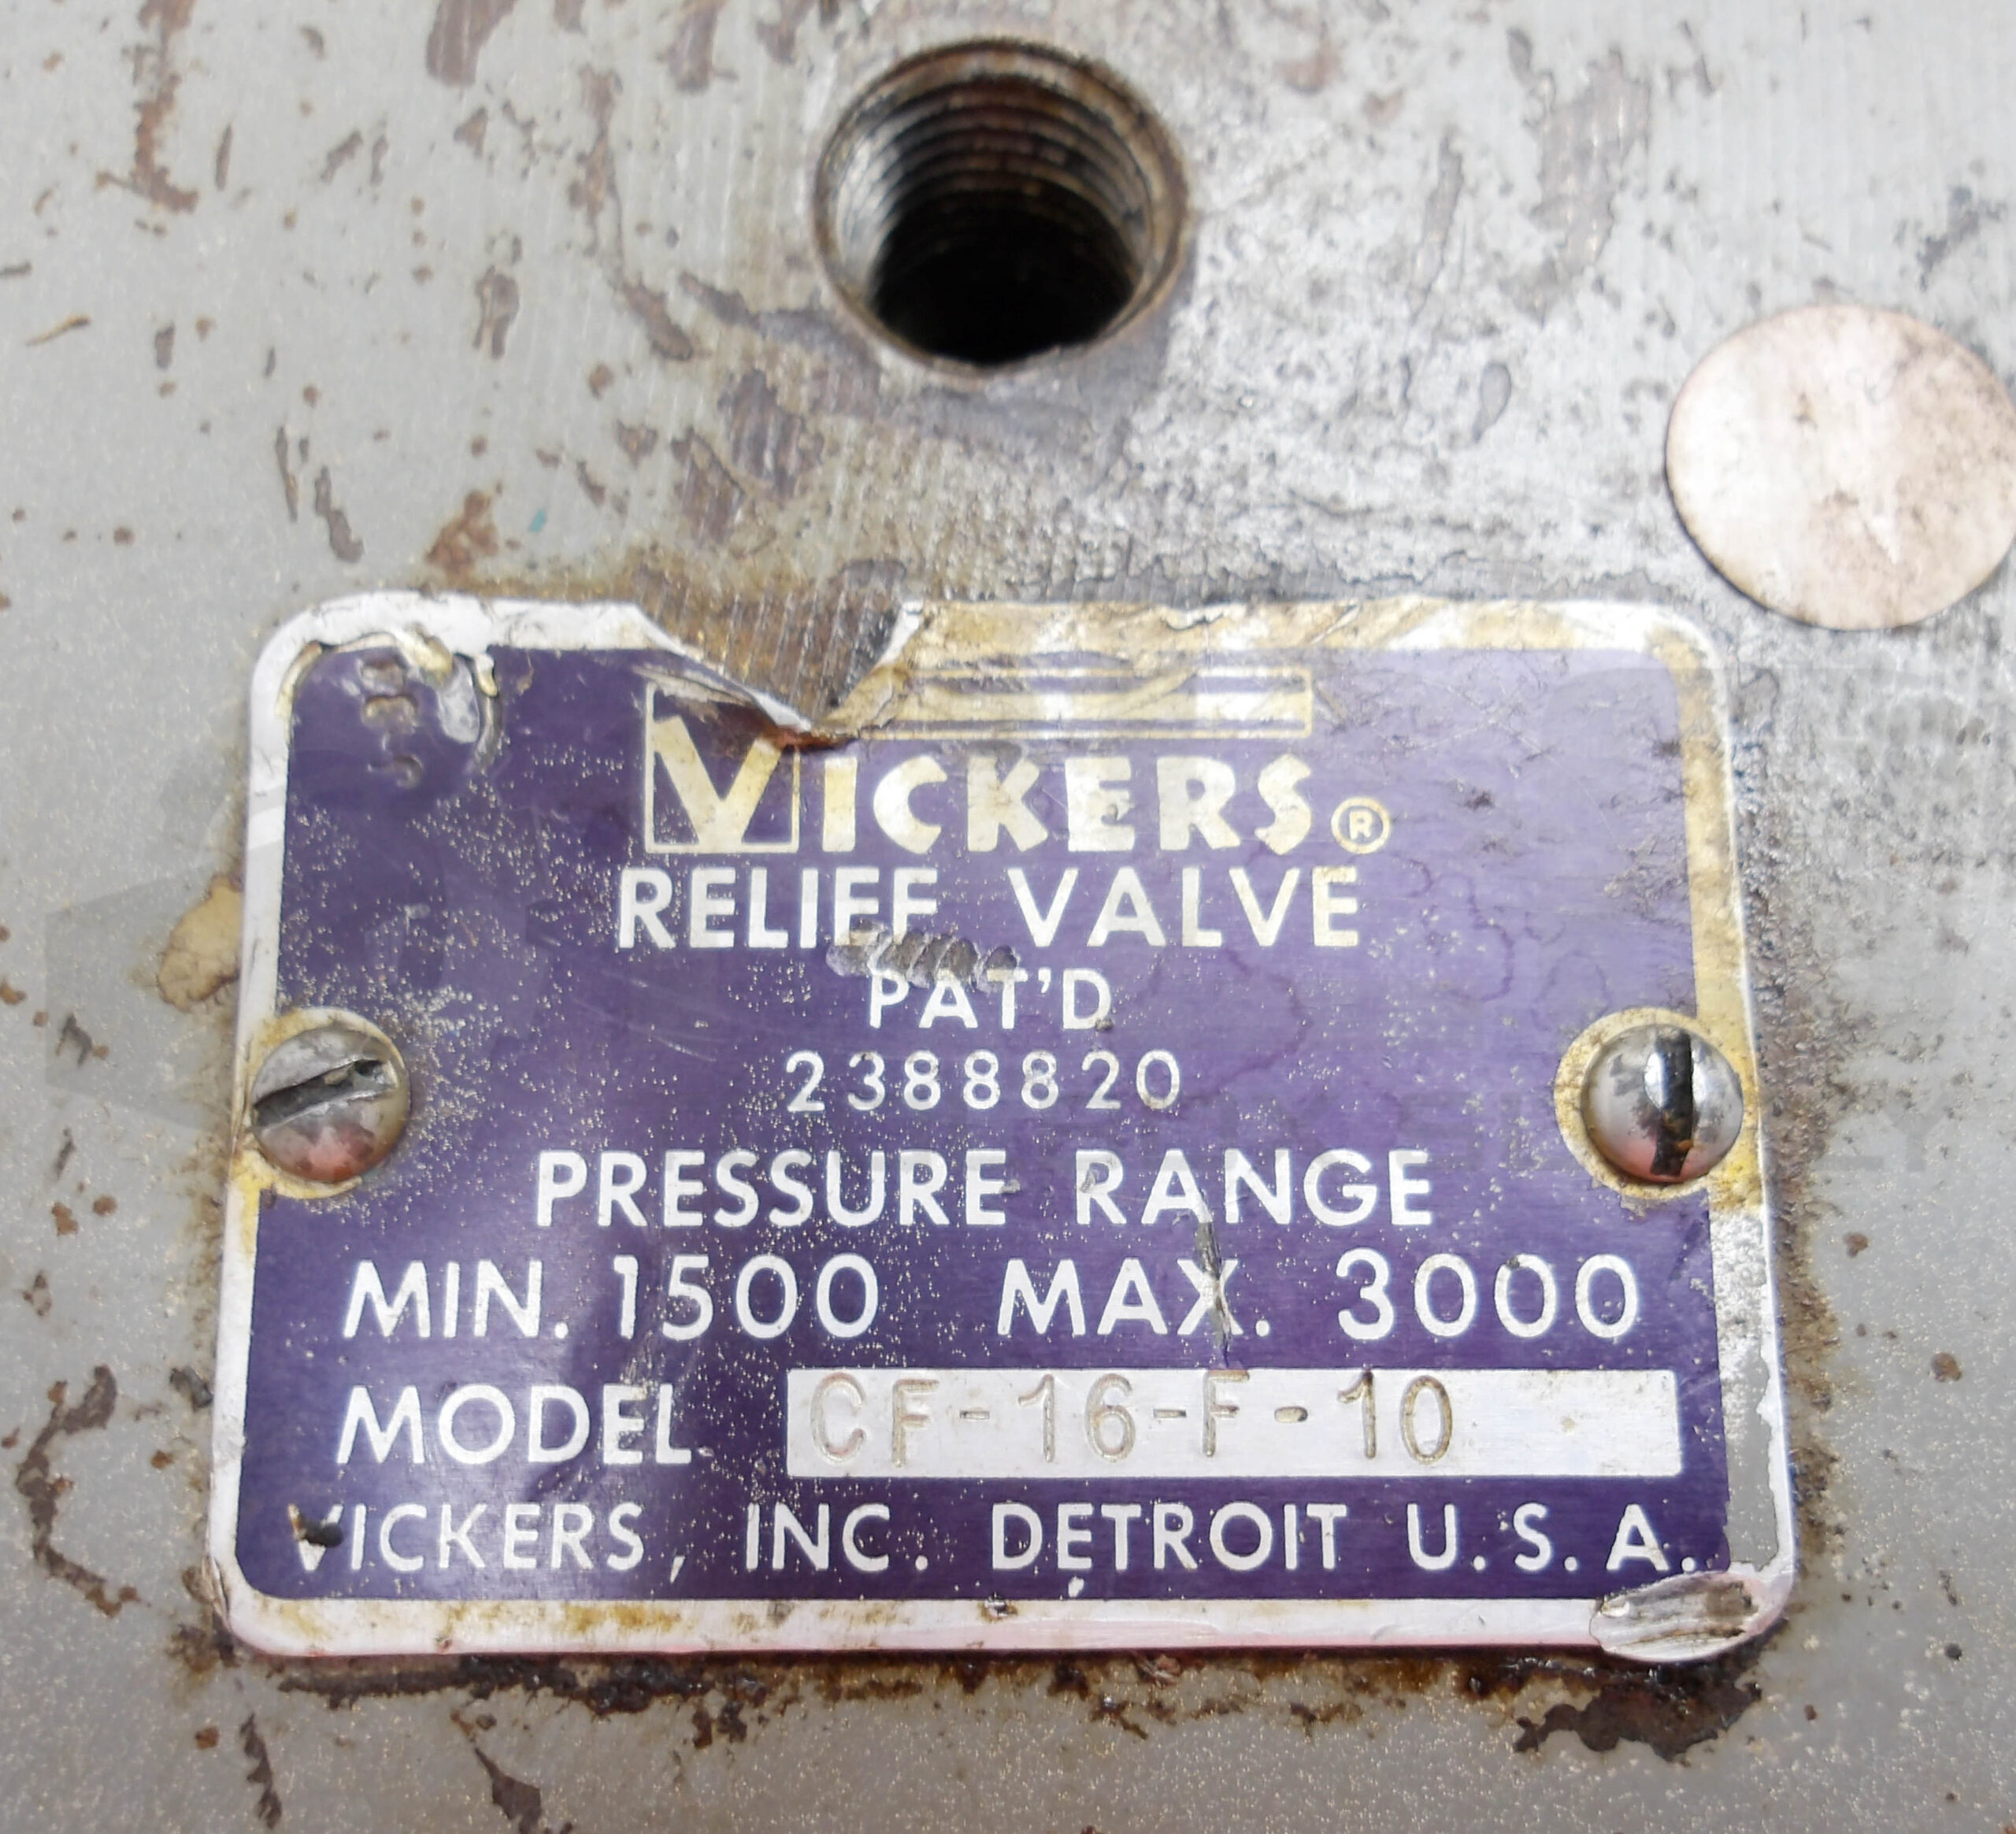 VICKERS®
RELIEF VALVE
PAT'D
2388820
PRESSURE RANGE
MIN. 1500 MAX. 3000
MODEL CF-16-F-10
VICKERS, INC. DETROIT U.S.A.